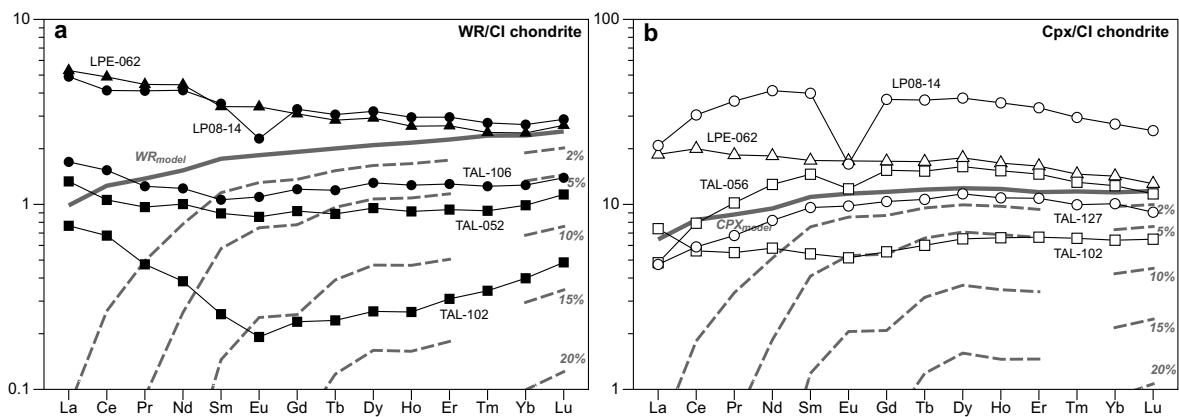 a
WR/CI chondrite
10
1
0.1
LPE-062
LP08-14
WRmodel
TAL-106
TAL-052
TAL-102
2%
5%
10%
15%
20%
La Ce Pr Nd Sm Eu Gd Tb Dy Ho Er Tm Yb Lu
b
Cpx/CI chondrite
100
10
1
LP08-14
LPE-062
TAL-056
CPXmodel
TAL-127
TAL-102
2%
5%
10%
15%
20%
La Ce Pr Nd Sm Eu Gd Tb Dy Ho Er Tm Yb Lu